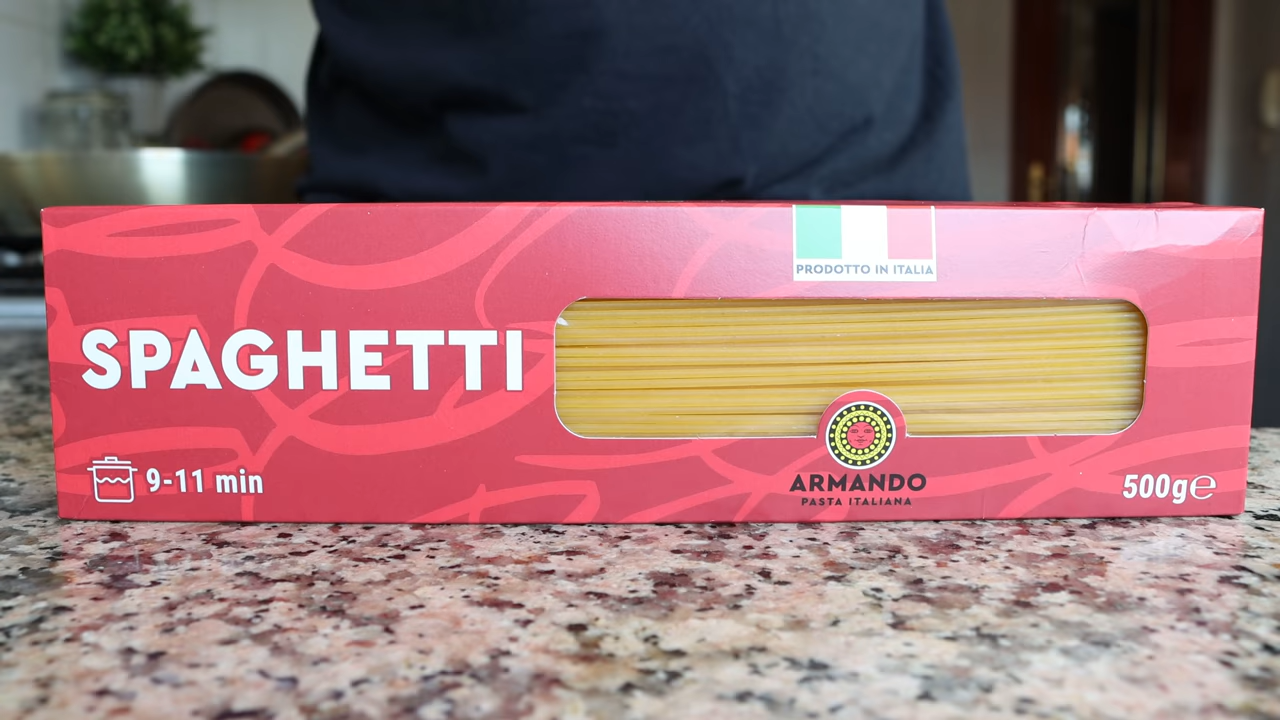 PRODOTTO IN ITALIA
SPAGHETTI
9-11 min
ARMANDO
PASTA ITALIANA
500g℮